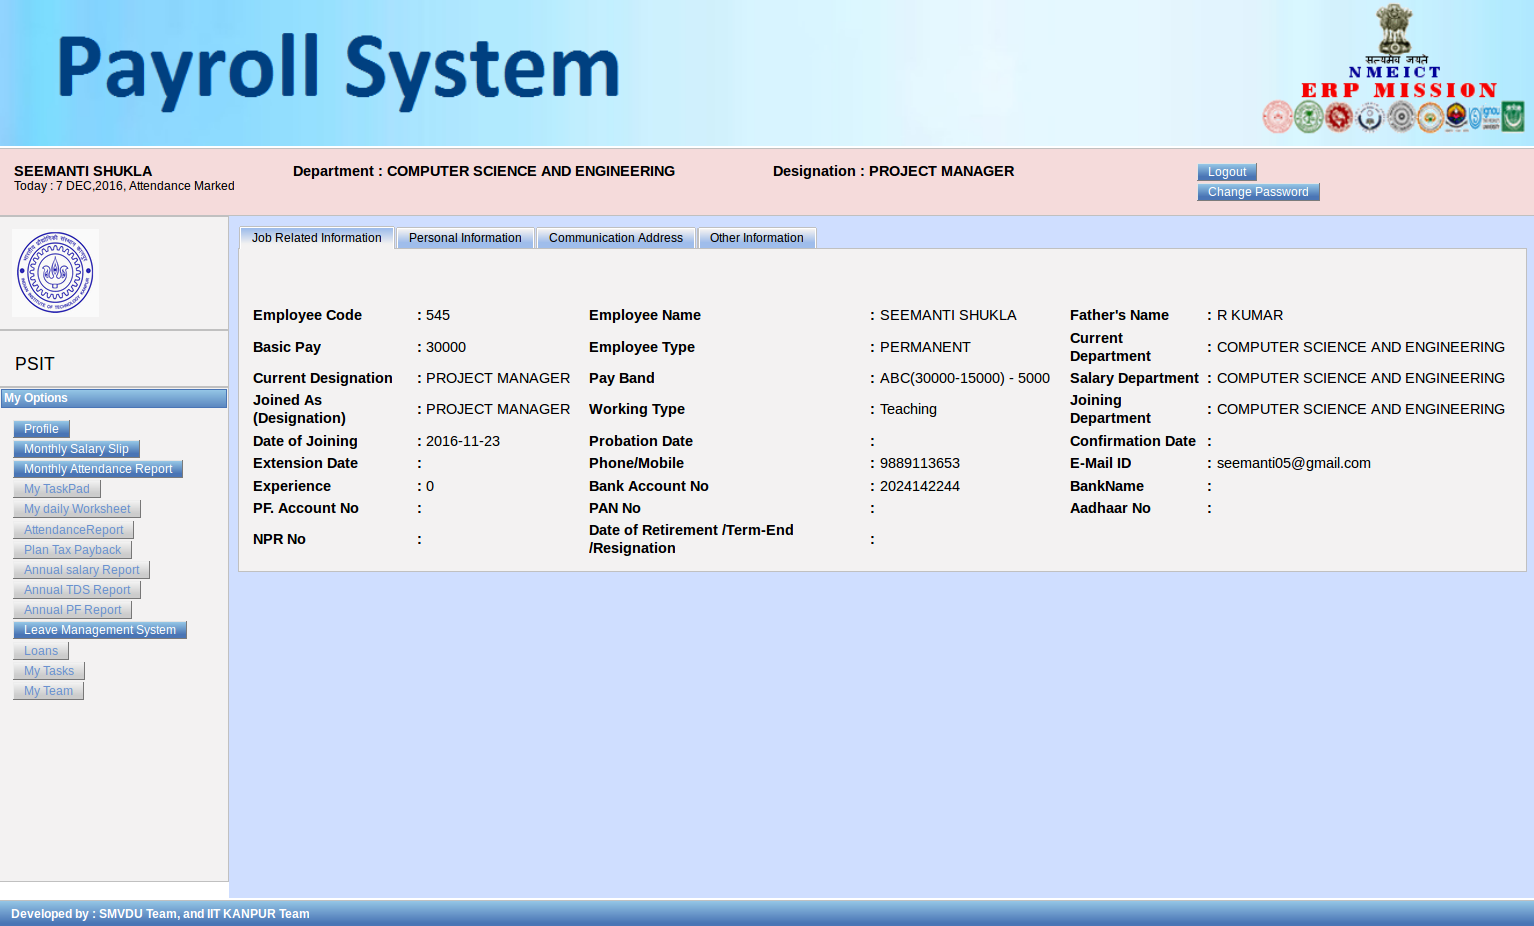 Payroll System
सत्यमेव जयते
NMEICT
ERP MISSION
SEEMANTI SHUKLA
Today : 7 DEC,2016, Attendance Marked
Department : COMPUTER SCIENCE AND ENGINEERING
Designation : PROJECT MANAGER
Logout
Change Password
PSIT
My Options
Profile
Monthly Salary Slip
Monthly Attendance Report
My TaskPad
My daily Worksheet
AttendanceReport
Plan Tax Payback
Annual salary Report
Annual TDS Report
Annual PF Report
Leave Management System
Loans
My Tasks
My Team
Job Related Information Personal Information Communication Address Other Information
Employee Code : 545 Employee Name : SEEMANTI SHUKLA Father's Name : R KUMAR
Basic Pay : 30000 Employee Type : PERMANENT Current Department : COMPUTER SCIENCE AND ENGINEERING
Current Designation : PROJECT MANAGER Pay Band : ABC(30000-15000) - 5000 Salary Department : COMPUTER SCIENCE AND ENGINEERING
Joined As (Designation) : PROJECT MANAGER Working Type : Teaching Joining Department : COMPUTER SCIENCE AND ENGINEERING
Date of Joining : 2016-11-23 Probation Date : Confirmation Date :
Extension Date : Phone/Mobile : 9889113653 E-Mail ID : seemanti05@gmail.com
Experience : 0 Bank Account No : 2024142244 BankName :
PF. Account No : PAN No : Aadhaar No :
NPR No : Date of Retirement /Term-End /Resignation :
Developed by : SMVDU Team, and IIT KANPUR Team